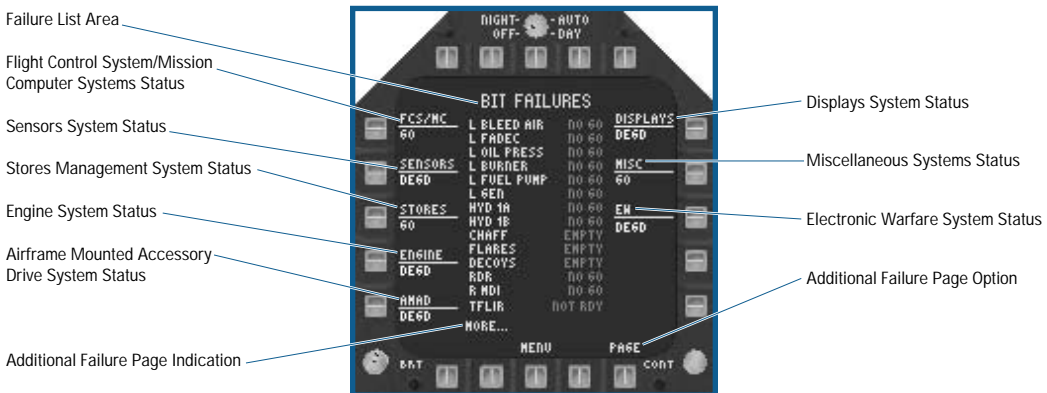 Failure List Area
Flight Control System/Mission
Computer Systems Status
Sensors System Status
Stores Management System Status
Engine System Status
Airframe Mounted Accessory
Drive System Status
Additional Failure Page Indication
NIGHT- -AUTO
OFF- -DAY
BIT FAILURES
FCS/MC
GO
SENSORS
DEGD
STORES
GO
ENGINE
DEGD
AMAD
DEGD
L BLEED AIR NO GO
L FADEC NO GO
L OIL PRESS NO GO
L BURNER NO GO
L FUEL PUMP NO GO
L GEN NO GO
HYD 1A NO GO
HYD 1B NO GO
CHAFF EMPTY
FLARES EMPTY
DECOYS EMPTY
RDR NO GO
R MDI NO GO
TFLIR NOT RDY
MORE...
DISPLAYS
DEGD
MISC
GO
EW
DEGD
MENU PAGE
BRT CONT
Displays System Status
Miscellaneous Systems Status
Electronic Warfare System Status
Additional Failure Page Option